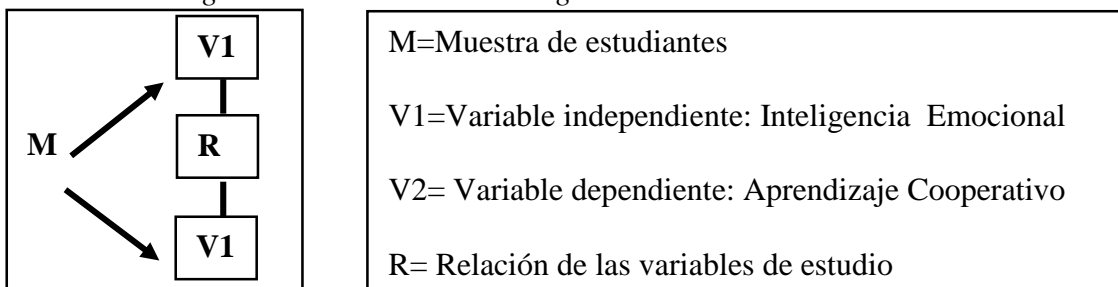 V1
M
R
V1
M=Muestra de estudiantes
V1=Variable independiente: Inteligencia Emocional
V2= Variable dependiente: Aprendizaje Cooperativo
R= Relación de las variables de estudio